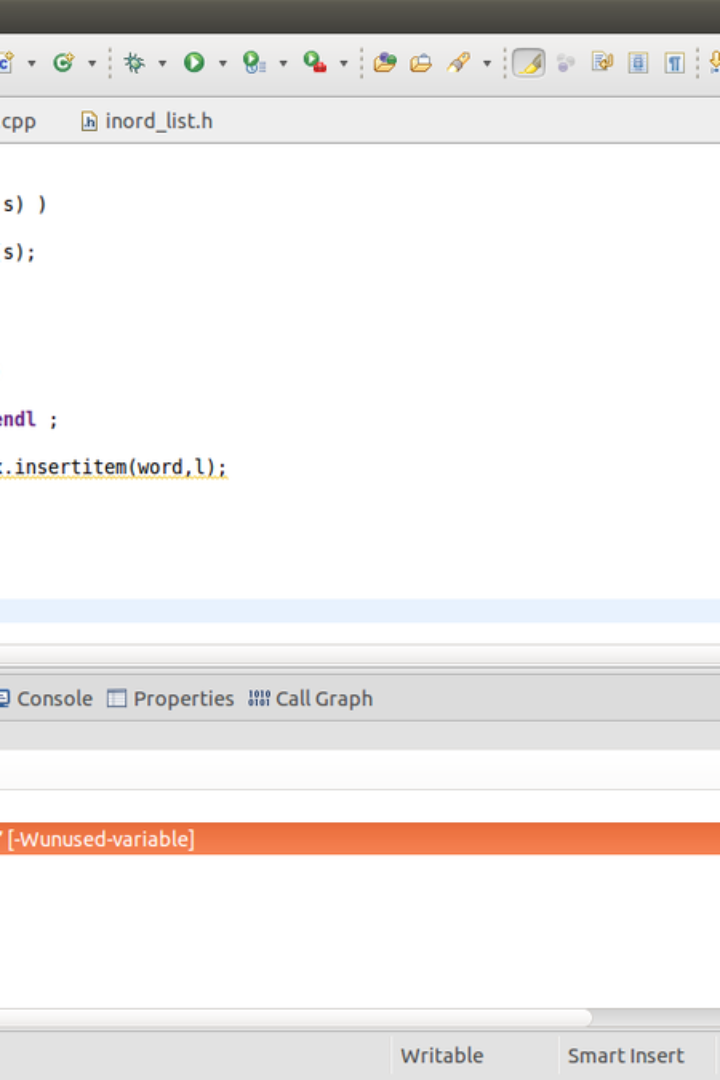 cpp
inord_list.h
s) )
s);
endl ;
.insertitem(word,l);
Console
Properties
Call Graph
[-Wunused-variable]
Writable
Smart Insert